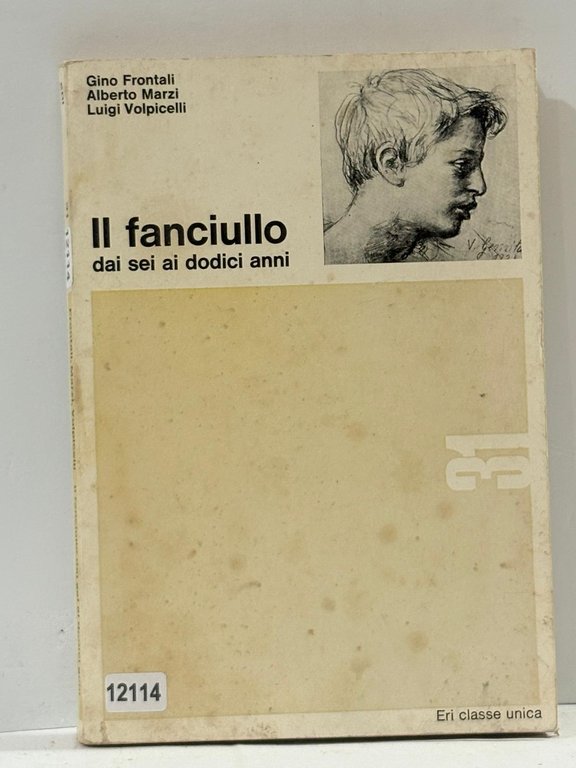 Gino Frontali
Alberto Marzi
Luigi Volpicelli
Il fanciullo
dai sei ai dodici anni
31
12114
Eri classe unica